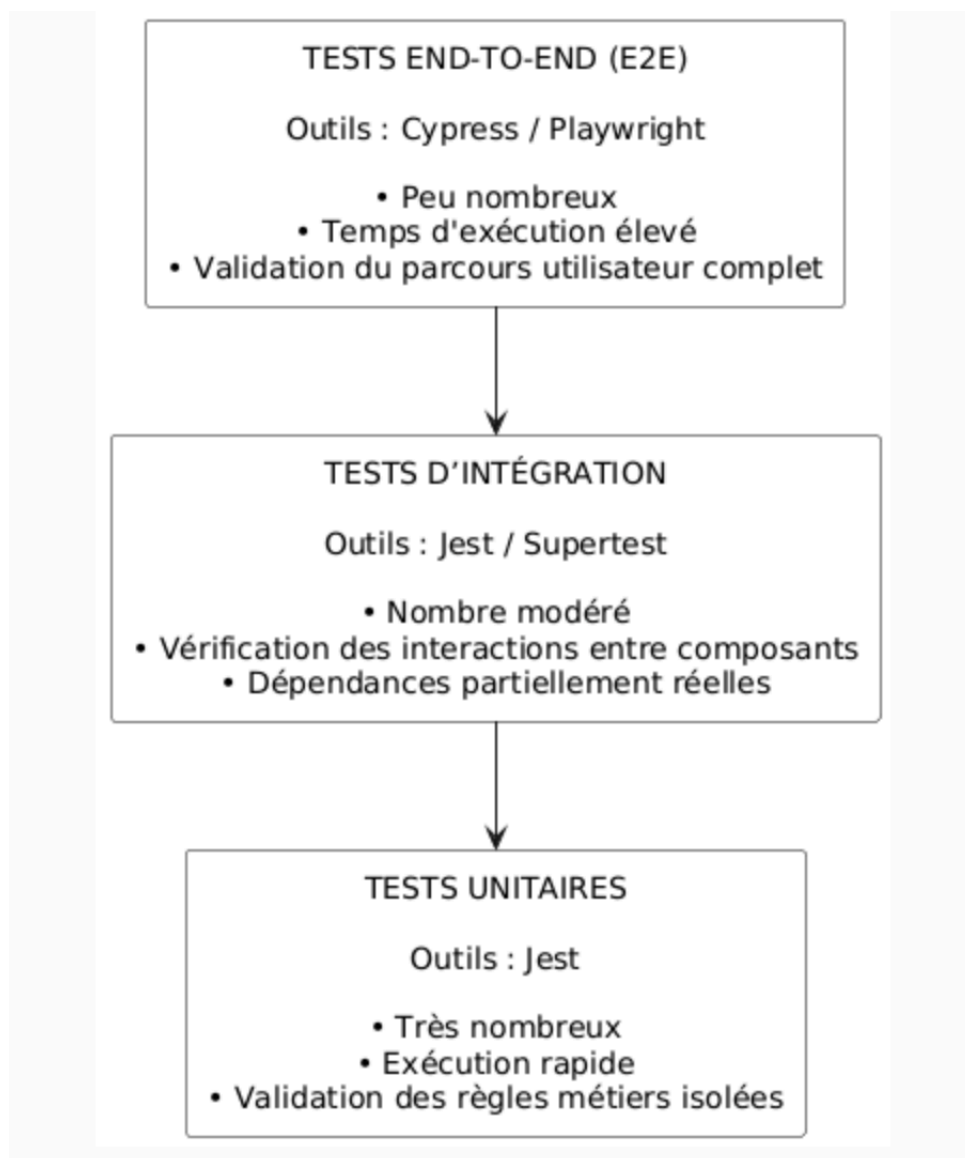 TESTS END-TO-END (E2E)
Outils : Cypress / Playwright
• Peu nombreux
• Temps d'exécution élevé
• Validation du parcours utilisateur complet
TESTS D’INTÉGRATION
Outils : Jest / Supertest
• Nombre modéré
• Vérification des interactions entre composants
• Dépendances partiellement réelles
TESTS UNITAIRES
Outils : Jest
• Très nombreux
• Exécution rapide
• Validation des règles métiers isolées